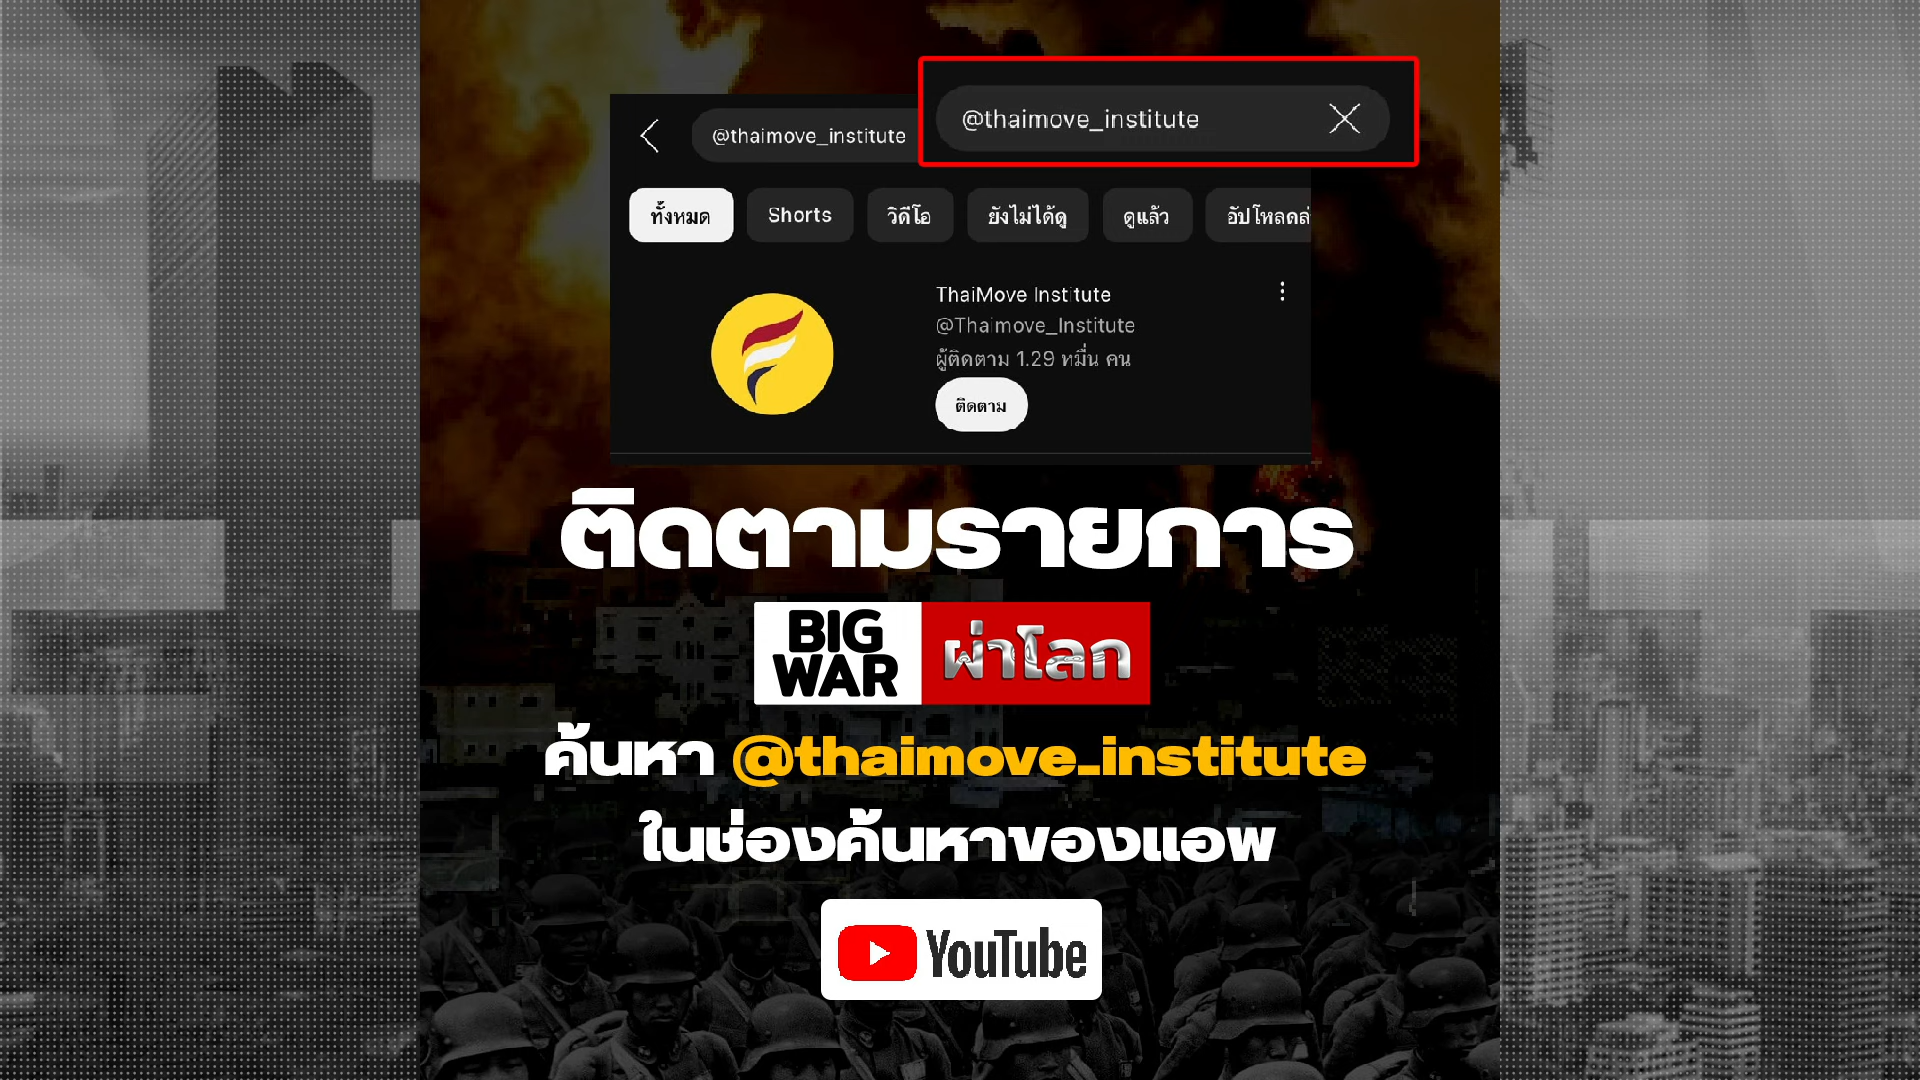 @thaimove_institute
@thaimove_institute
ทั้งหมด
Shorts
วิดีโอ
ยังไม่ได้ดู
ดูแล้ว
อัปโหลดล่
ThaiMove Institute
@Thaimove_Institute
ผู้ติดตาม 1.29 หมื่น คน
ติดตาม
ติดตามรายการ
BIG WAR ผ่าโลก
ค้นหา @thaimove_institute
ในช่องค้นหาของแอพ
YouTube